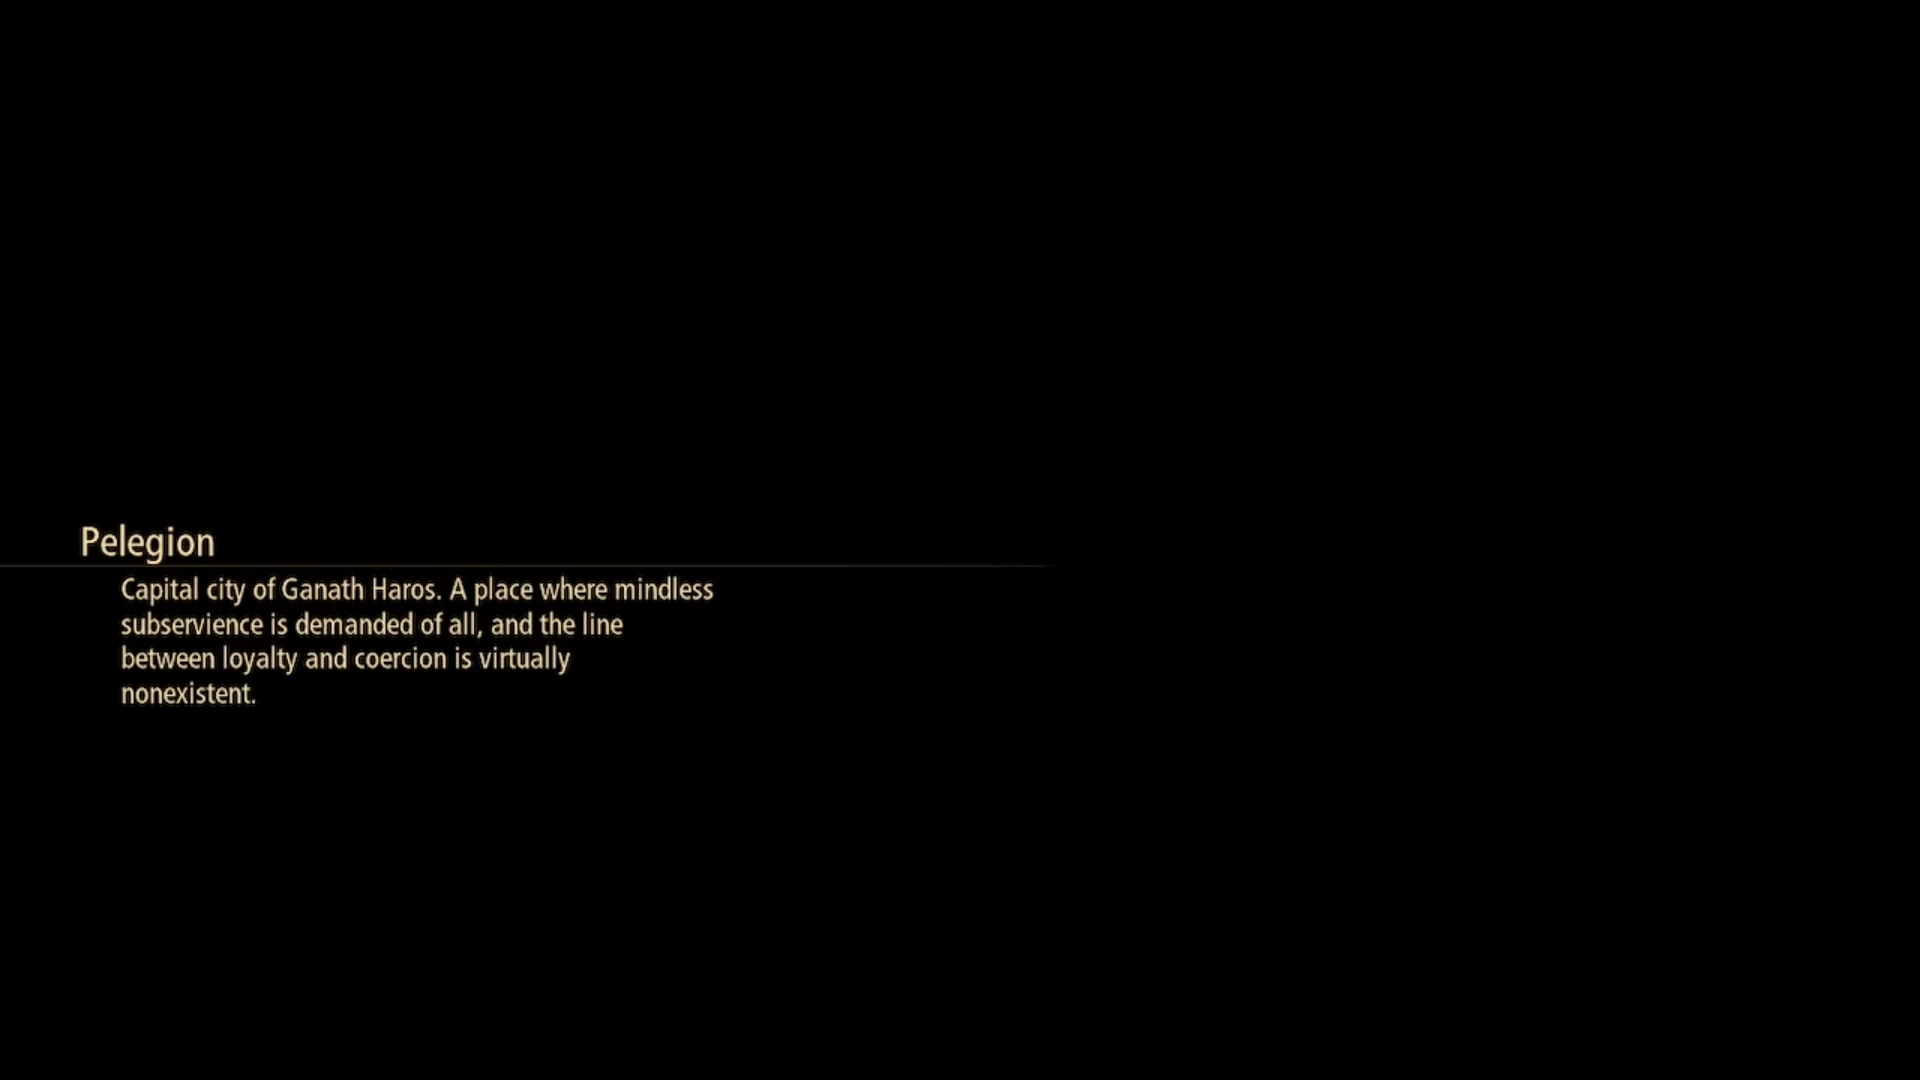 Pelegion
Capital city of Ganath Haros. A place where mindless
subservience is demanded of all, and the line
between loyalty and coercion is virtually
nonexistent.